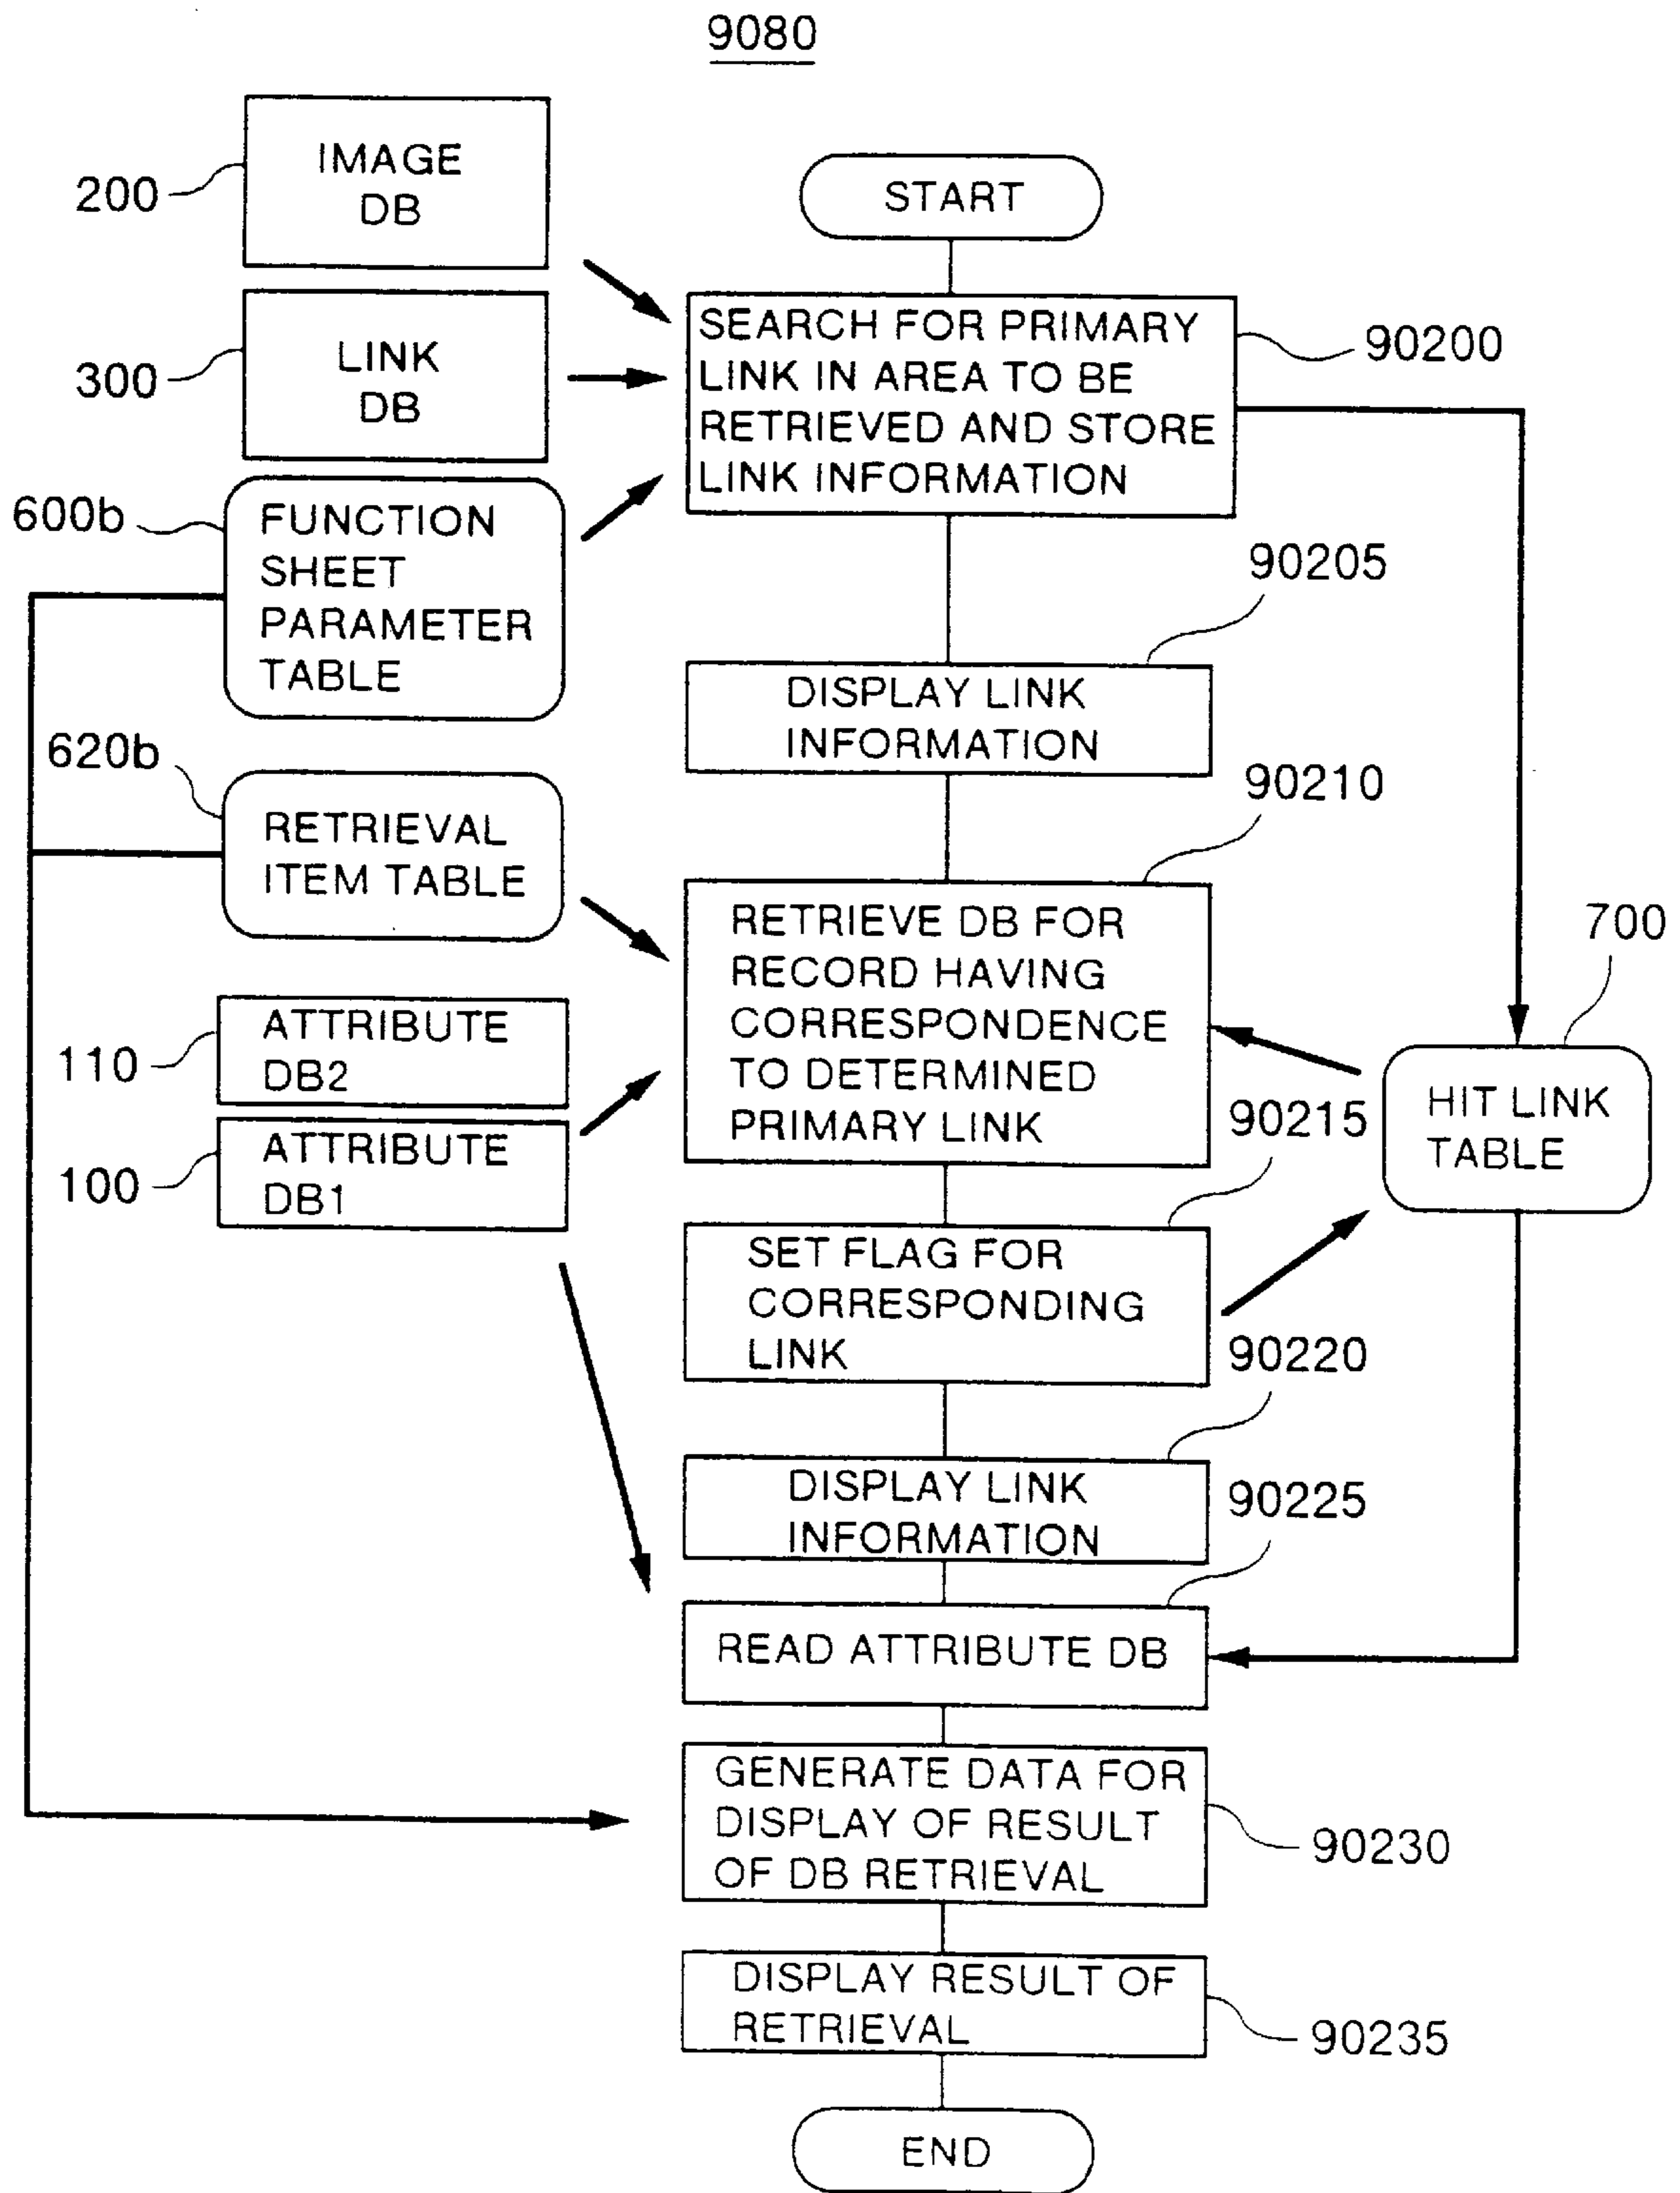 9080
IMAGE
DB
200
START
LINK
DB
300
SEARCH FOR PRIMARY
LINK IN AREA TO BE
RETRIEVED AND STORE
LINK INFORMATION
90200
600b
FUNCTION
SHEET
PARAMETER
TABLE
90205
DISPLAY LINK
INFORMATION
620b
RETRIEVAL
ITEM TABLE
90210
RETRIEVE DB FOR
RECORD HAVING
CORRESPONDENCE
TO DETERMINED
PRIMARY LINK
700
HIT LINK
TABLE
110
ATTRIBUTE
DB2
100
ATTRIBUTE
DB1
90215
SET FLAG FOR
CORRESPONDING
LINK
90220
DISPLAY LINK
INFORMATION
90225
READ ATTRIBUTE DB
GENERATE DATA FOR
DISPLAY OF RESULT
OF DB RETRIEVAL
90230
DISPLAY RESULT OF
RETRIEVAL
90235
END